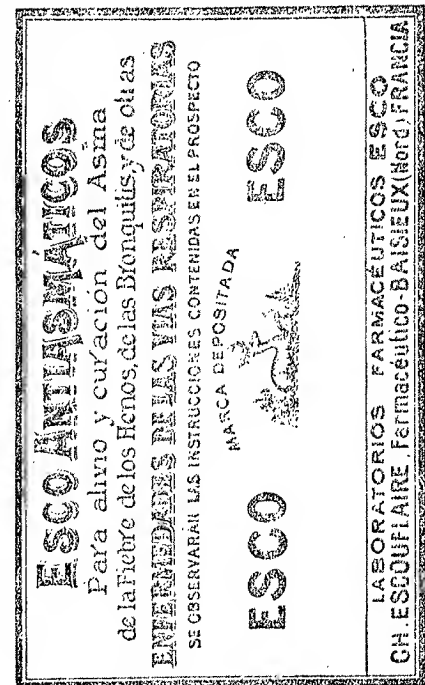 ESCO ANTIASMÁTICOS
Para alivio y curación del Asma
de la Fiebre de los Henos, de las Bronquitis, y de otras
ENFERMEDADES DE LAS VIAS RESPIRATORIAS
SE OBSERVARÁN LAS INSTRUCCIONES CONTENIDAS EN EL PROSPECTO
MARCA DEPOSITADA
ESCO ESCO
LABORATORIOS FARMACÉUTICOS ESCO
CH. ESCOUFLAIRE, Farmacéutico-BAISIEUX (Nord) FRANCIA